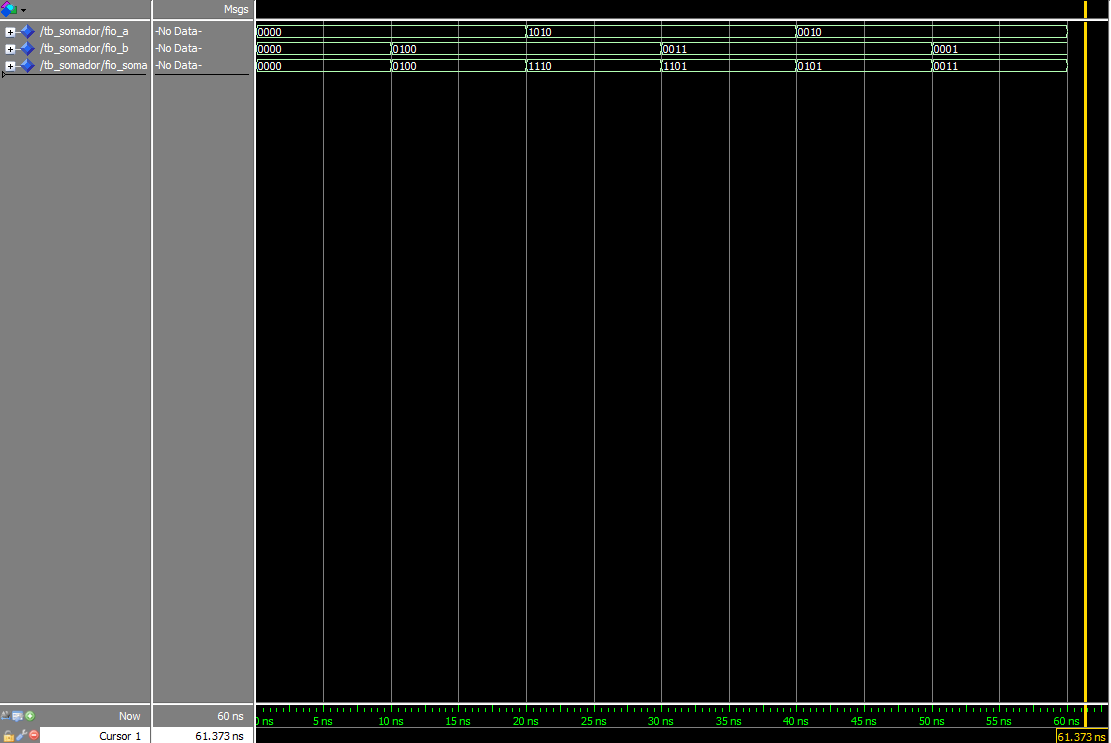 Msgs
/tb_somador/fio_a -No Data- 0000 1010 0010
/tb_somador/fio_b -No Data- 0000 0100 0011 0001
/tb_somador/fio_soma -No Data- 0000 0100 1110 1101 0101 0011
Now 60 ns 0 ns 5 ns 10 ns 15 ns 20 ns 25 ns 30 ns 35 ns 40 ns 45 ns 50 ns 55 ns 60 ns
Cursor 1 61.373 ns 61.373 ns